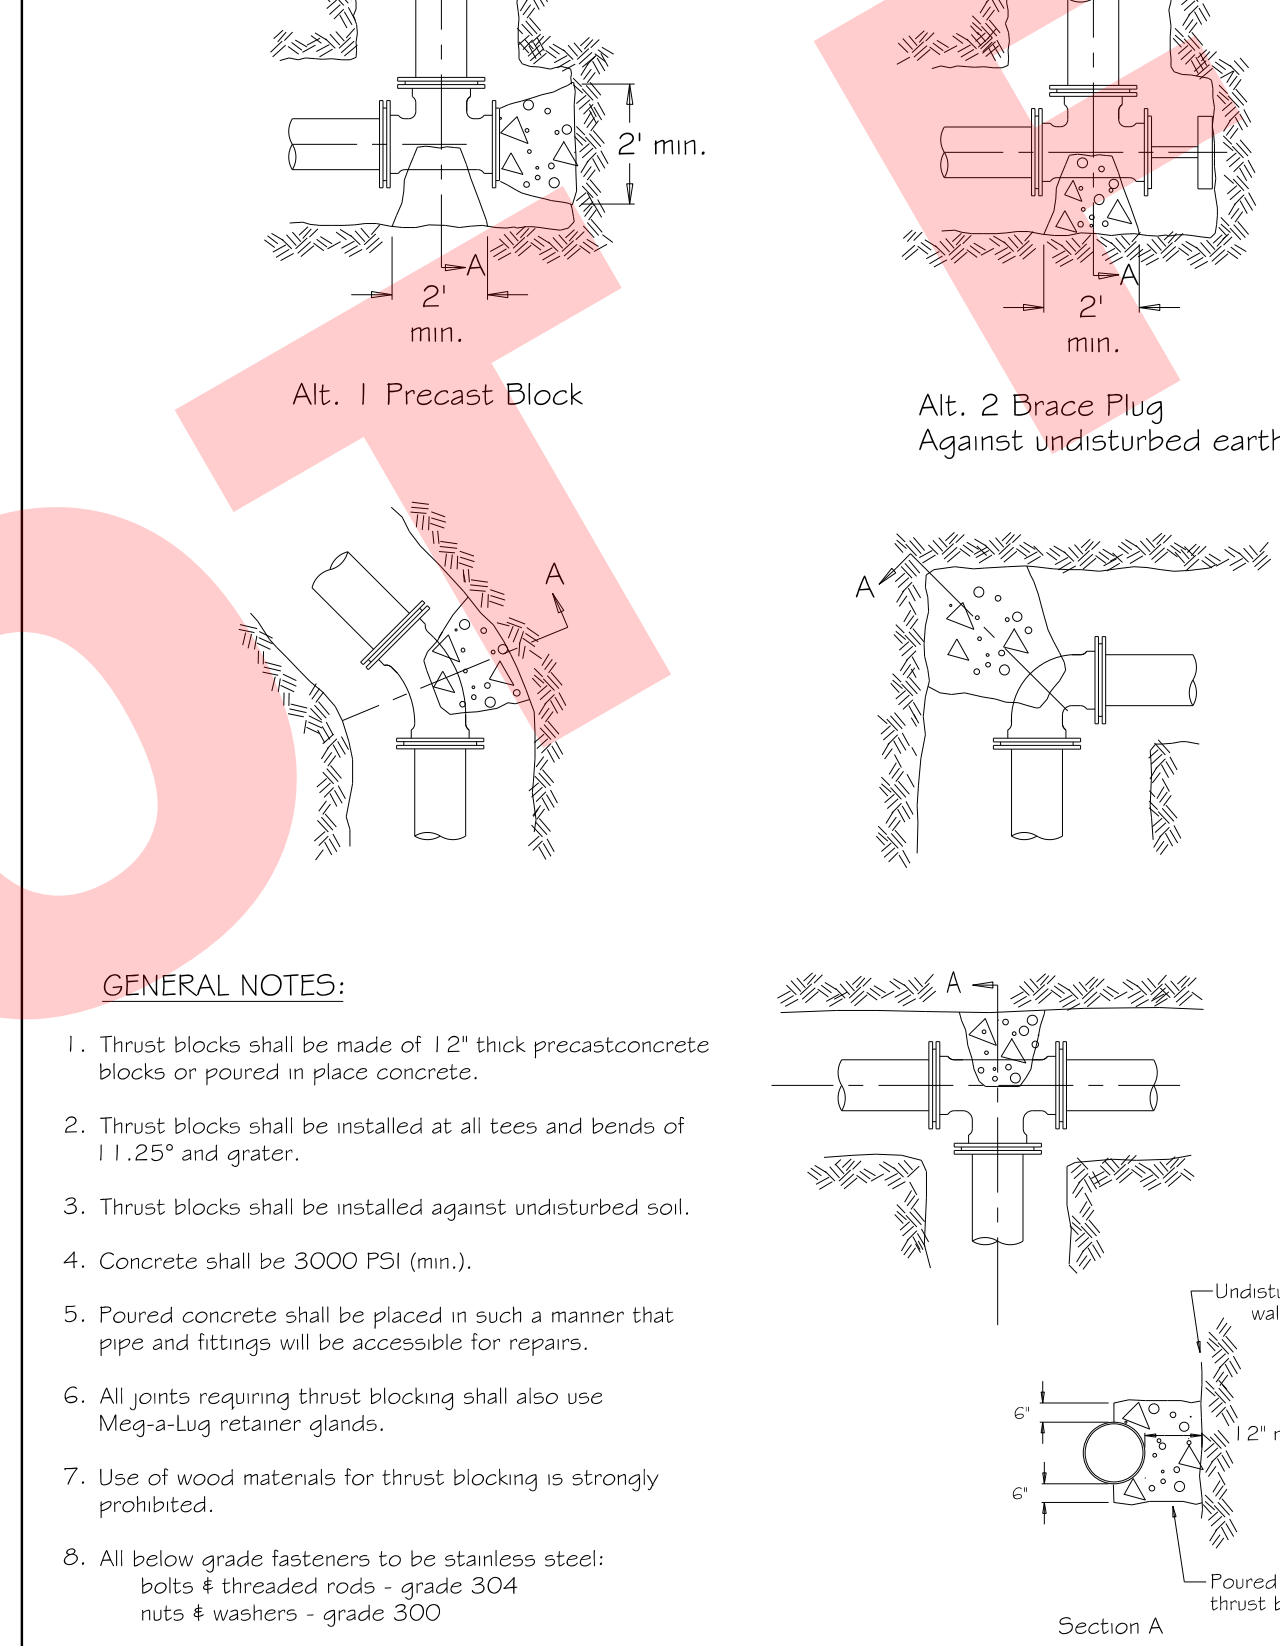 2' min.
A
2'
min.
A
2'
min.
Alt. 1 Precast Block
Alt. 2 Brace Plug
Against undisturbed earth
A
A
GENERAL NOTES:
1. Thrust blocks shall be made of 12" thick precastconcrete
blocks or poured in place concrete.
2. Thrust blocks shall be installed at all tees and bends of
11.25° and grater.
3. Thrust blocks shall be installed against undisturbed soil.
4. Concrete shall be 3000 PSI (min.).
5. Poured concrete shall be placed in such a manner that
pipe and fittings will be accessible for repairs.
6. All joints requiring thrust blocking shall also use
Meg-a-Lug retainer glands.
7. Use of wood materials for thrust blocking is strongly
prohibited.
8. All below grade fasteners to be stainless steel:
bolts & threaded rods - grade 304
nuts & washers - grade 300
A
6"
12"
6"
Poured
thrust
Section A